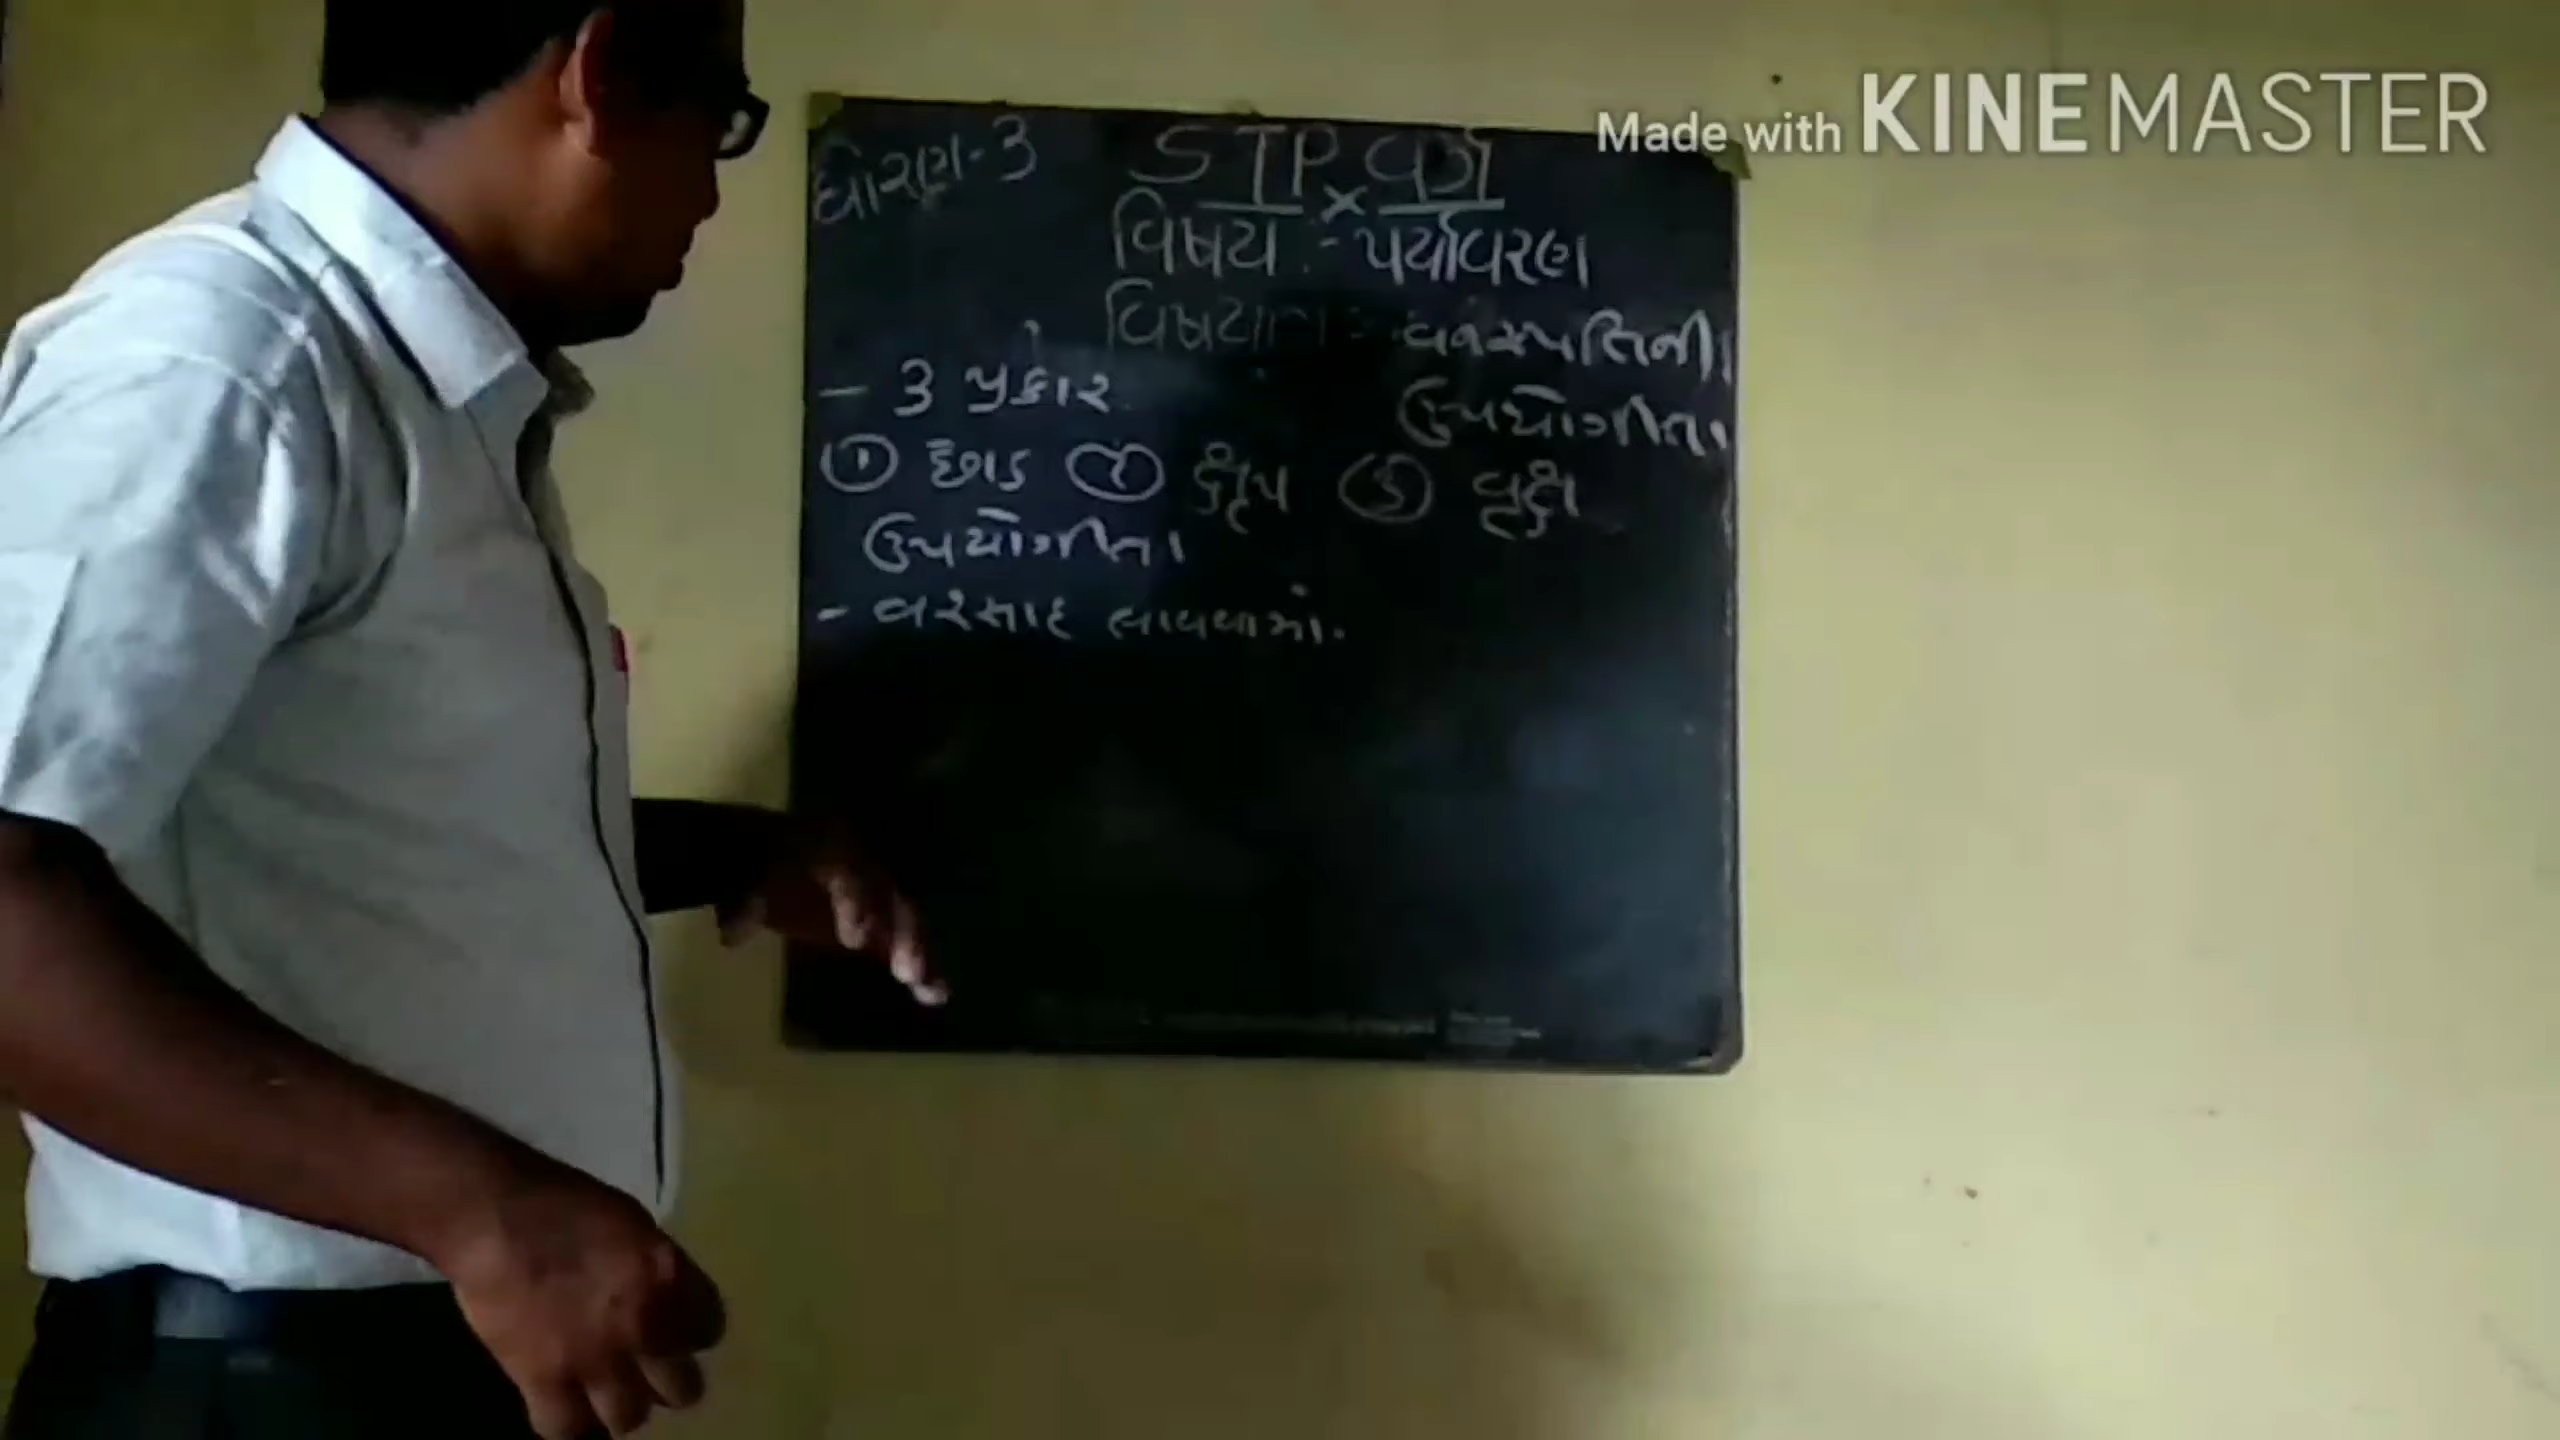 Made with KINEMASTER
ધોરણ-3 STP વર્ગ
વિષય :- પર્યાવરણ
વનસ્પતિની
- 3 પ્રકાર ઉપયોગીતા
① છોડ ② ક્ષુપ ③ વૃક્ષ
ઉપયોગીતા
- વરસાદ લાવવામાં.